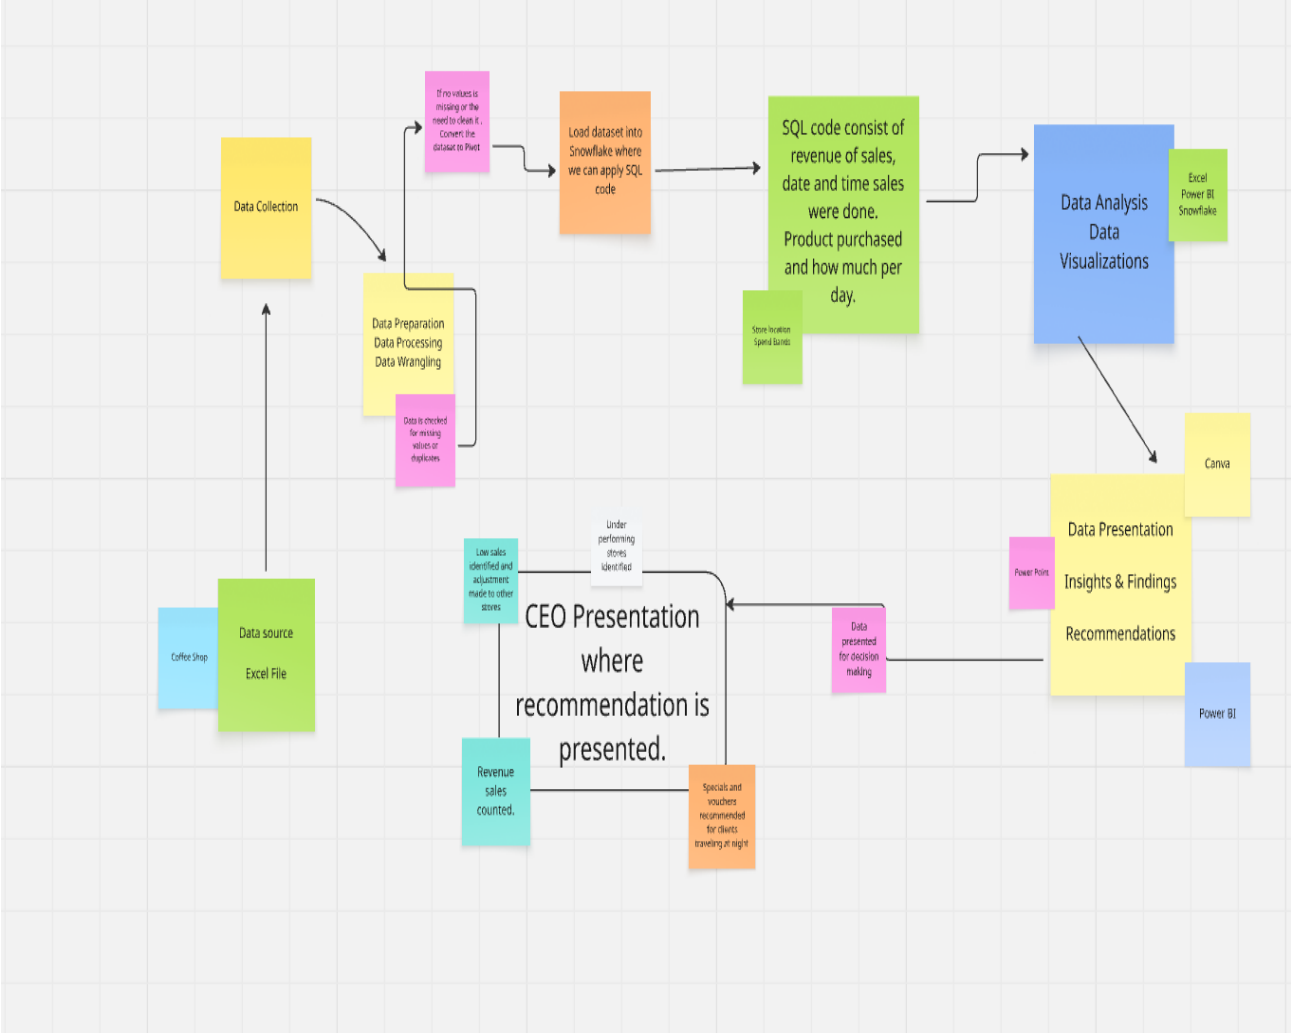 If no values is
missing or the
need to clean it .
Convert the
dataset to Pivot
Load dataset into
Snowflake where
we can apply SQL
code
SQL code consist of
revenue of sales,
date and time sales
were done.
Product purchased
and how much per
day.
Data Analysis
Data
Visualizations
Excel
Power BI
Snowflake
Data Collection
Store location
Spend Bands
Data Preparation
Data Processing
Data Wrangling
Data is checked
for missing
values or
duplicates
Canva
Data Presentation
Insights & Findings
Recommendations
Power Point
Power BI
Under
performing
stores
identified
Low sales
identified and
adjustment
made to other
stores
CEO Presentation
where
recommendation is
presented.
Data
presented
for decision
making
Data source
Excel File
Coffee Shop
Revenue
sales
counted.
Specials and
vouchers
recommended
for clients
traveling at night